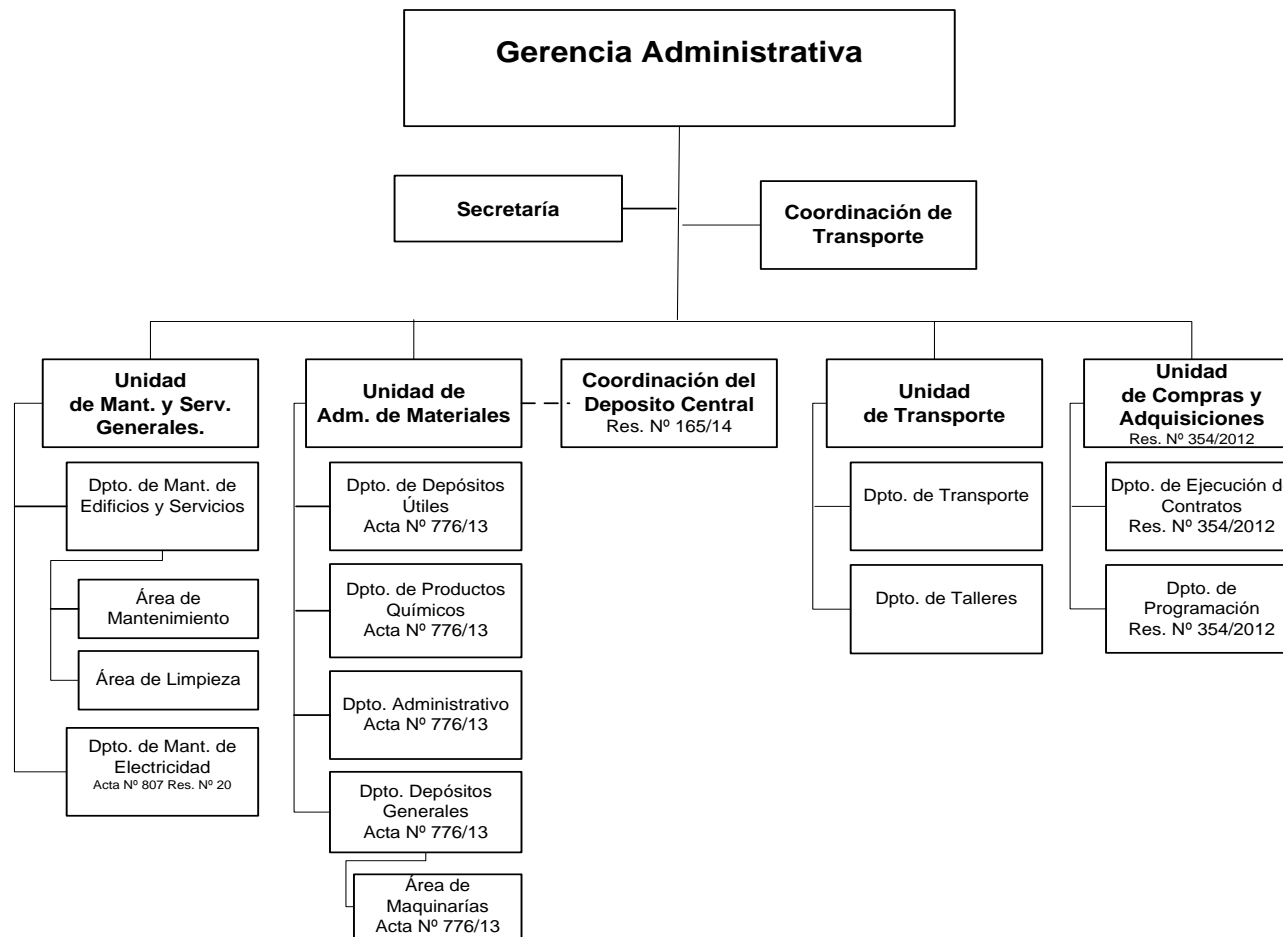 Gerencia Administrativa
Secretaría
Coordinación de
Transporte
Unidad
de Mant. y Serv.
Generales.
Unidad de
Adm. de Materiales
Coordinación del
Deposito Central
Res. Nº 165/14
Unidad
de Transporte
Unidad
de Compras y
Adquisiciones
Res. Nº 354/2012
Dpto. de Mant. de
Edificios y Servicios
Área de
Mantenimiento
Área de Limpieza
Dpto. de Mant. de
Electricidad
Acta Nº 807 Res. Nº 20
Dpto. de Depósitos
Útiles
Acta Nº 776/13
Dpto. de Productos
Químicos
Acta Nº 776/13
Dpto. Administrativo
Acta Nº 776/13
Dpto. Depósitos
Generales
Acta Nº 776/13
Área de
Maquinarías
Acta Nº 776/13
Dpto. de Transporte
Dpto. de Talleres
Dpto. de Ejecución d
Contratos
Res. Nº 354/2012
Dpto. de
Programación
Res. Nº 354/2012